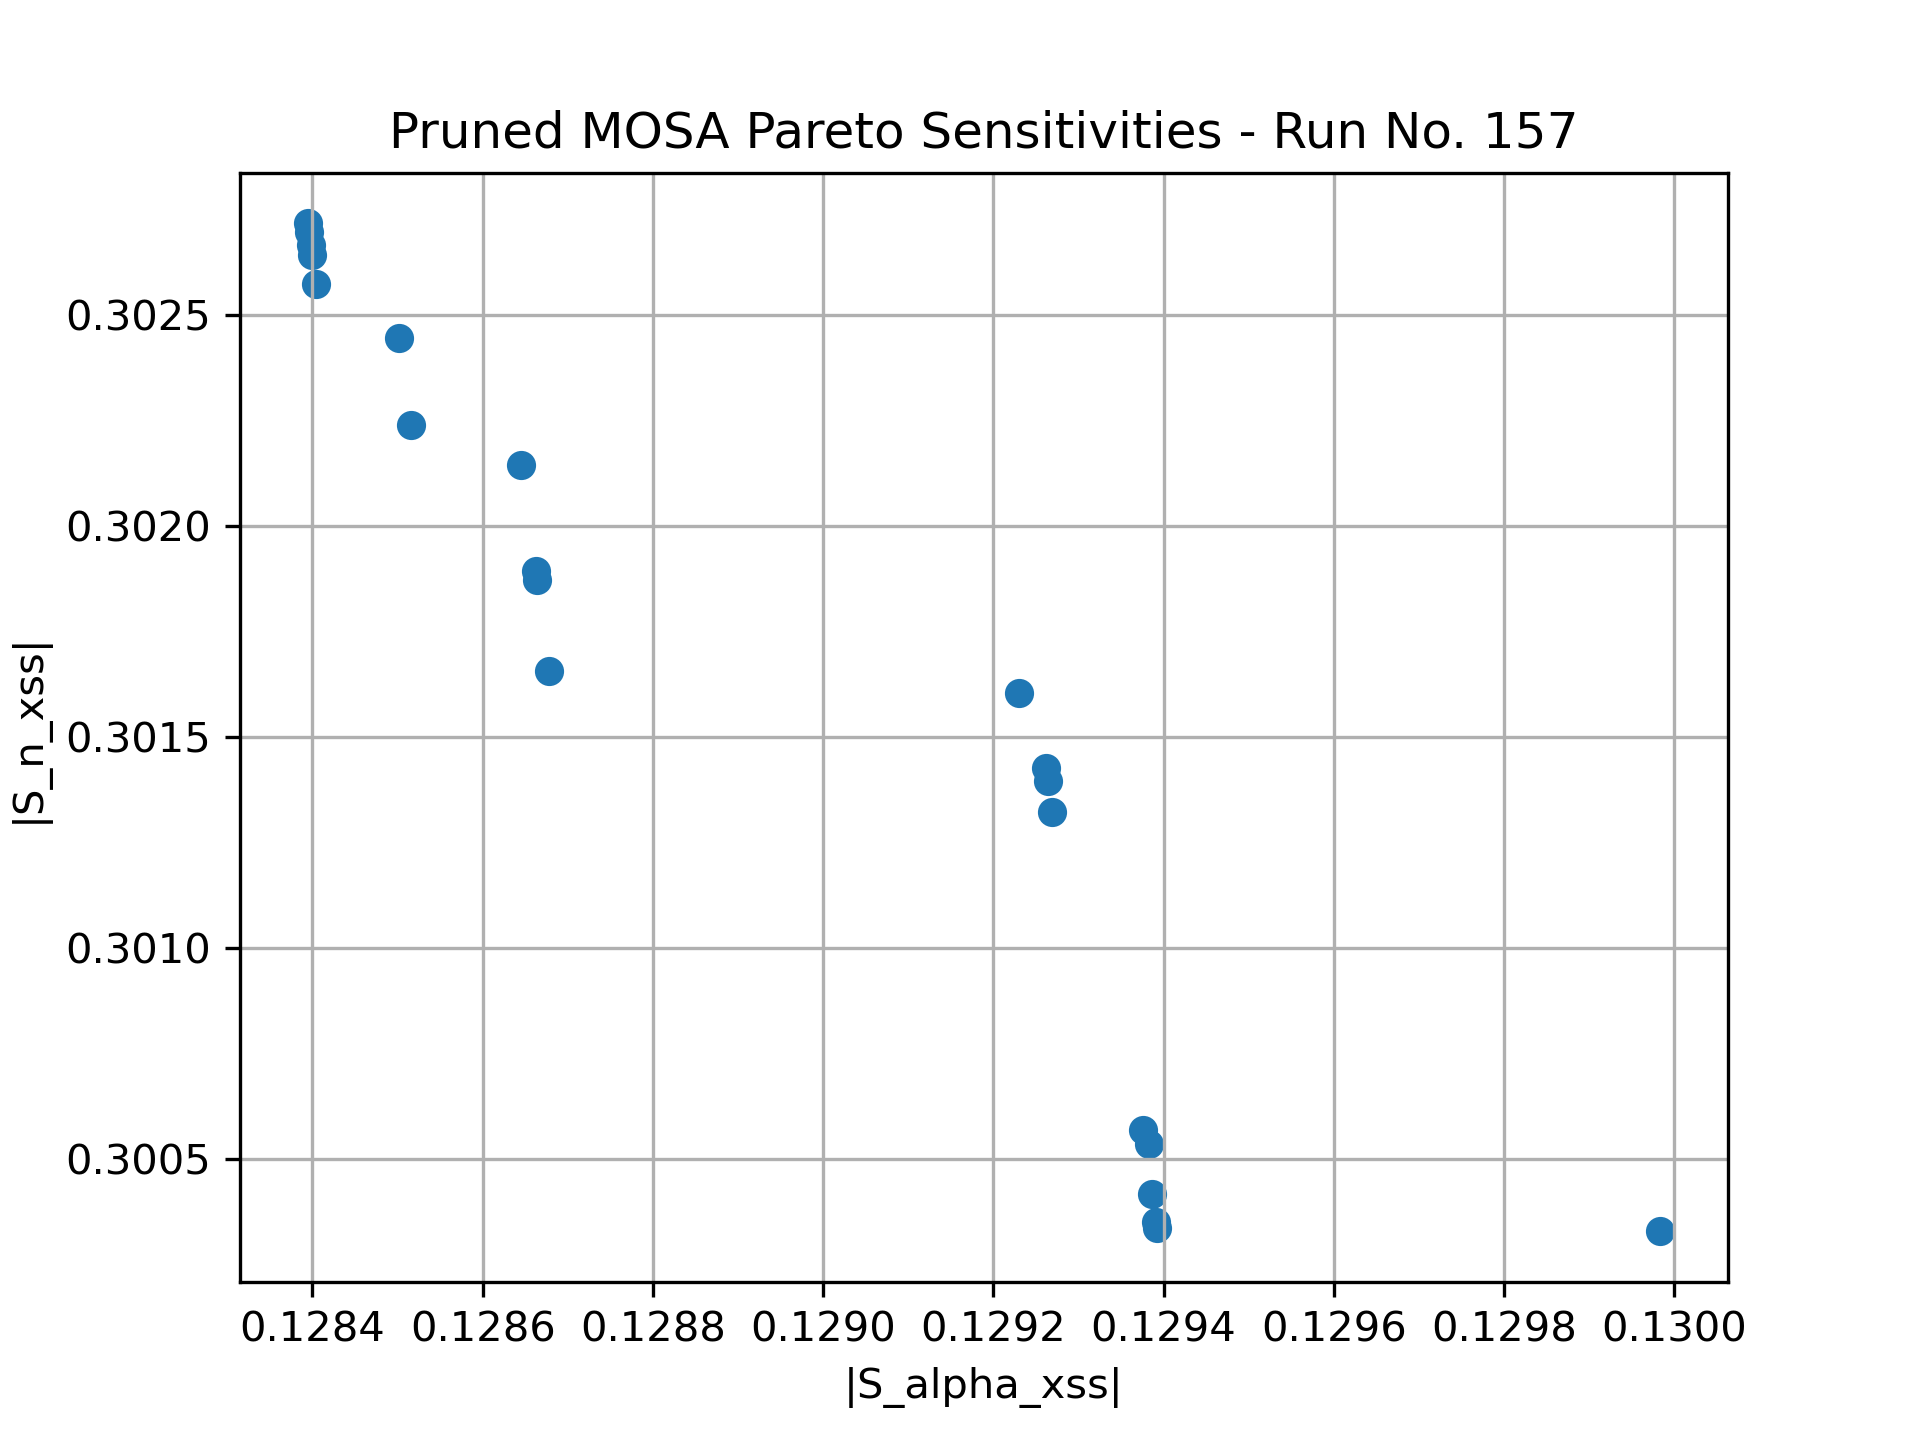 Pruned MOSA Pareto Sensitivities - Run No. 157
|S_n_xss|
0.3025
0.3020
0.3015
0.3010
0.3005
0.1284 0.1286 0.1288 0.1290 0.1292 0.1294 0.1296 0.1298 0.1300
|S_alpha_xss|